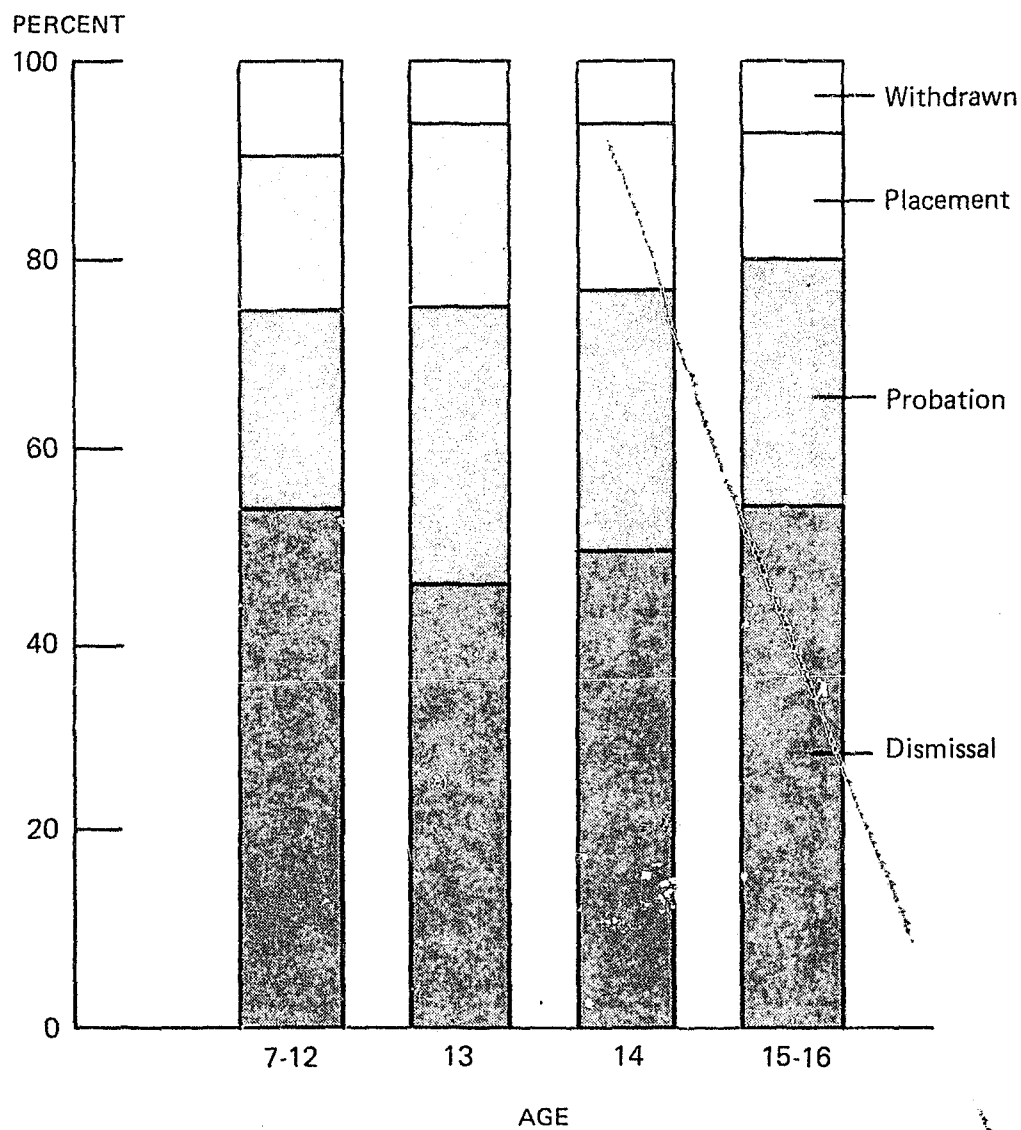 PERCENT
100
Withdrawn
Placement
80
Probation
60
40
Dismissal
20
0
7-12 13 14 15-16
AGE